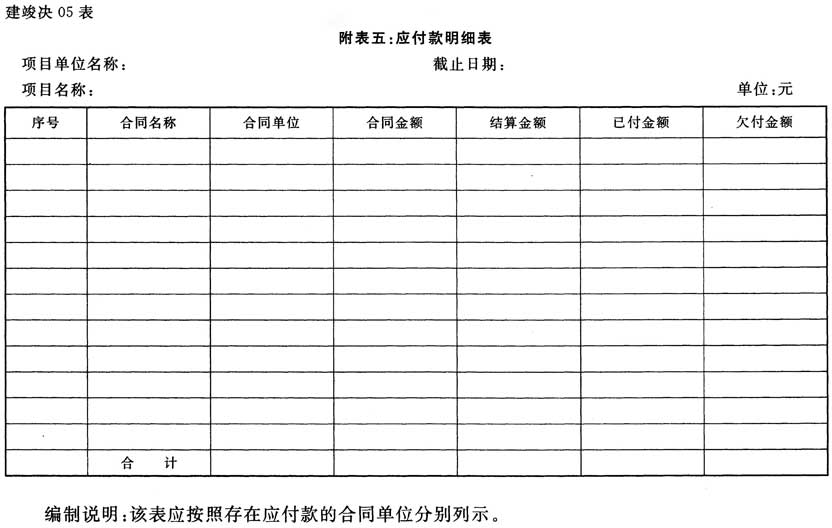 建竣决 05 表
附表五:应付款明细表
项目单位名称: 截止日期:
项目名称: 单位:元
序号 合同名称 合同单位 合同金额 结算金额 已付金额 欠付金额
合 计
编制说明:该表应按照存在应付款的合同单位分别列示。